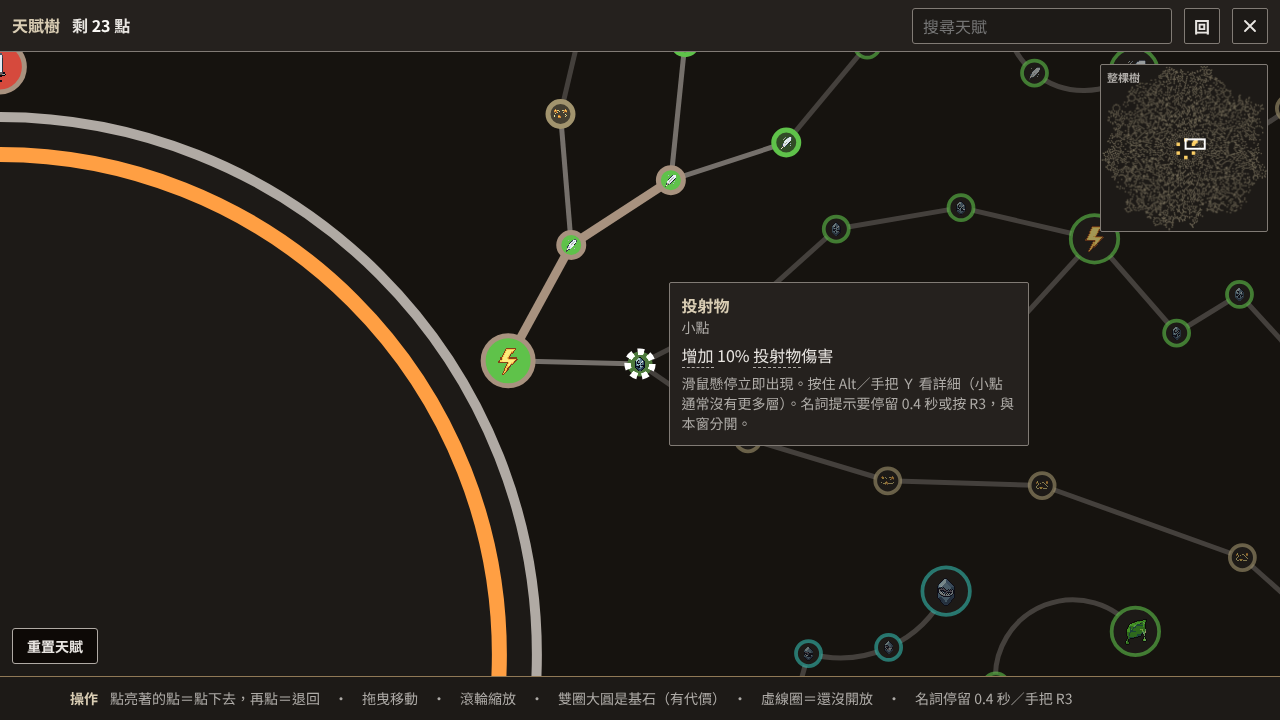 天賦樹 剩 23 點
搜尋天賦
回
整棵樹
投射物
小點
增加 10% 投射物傷害
滑鼠懸停立即出現。按住 Alt／手把 Y 看詳細（小點
通常沒有更多層）。名詞提示要停留 0.4 秒或按 R3，與
本窗分開。
重置天賦
操作 點亮著的點＝點下去，再點＝退回 • 拖曳移動 • 滾輪縮放 • 雙圈大圓是基石（有代價） • 虛線圈＝還沒開放 • 名詞停留 0.4 秒／手把 R3